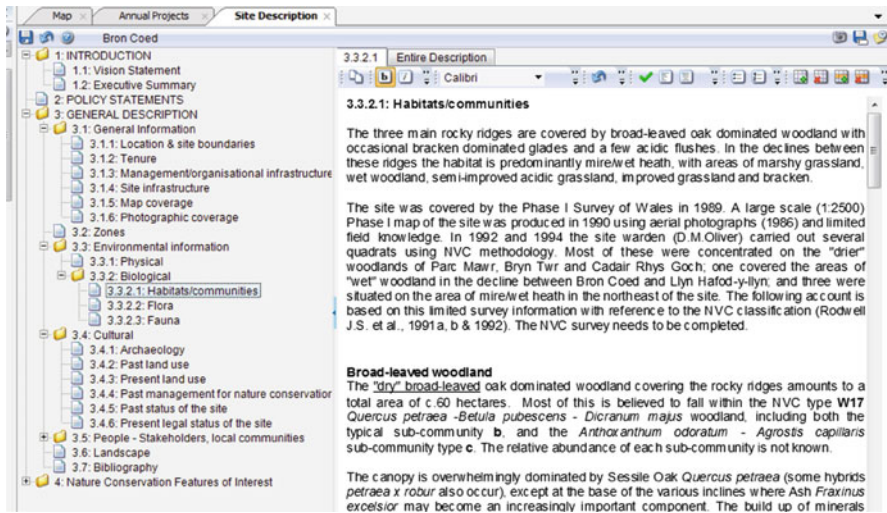 Map
Annual Projects
Site Description
Bron Coed
1: INTRODUCTION
1.1: Vision Statement
1.2: Executive Summary
2: POLICY STATEMENTS
3: GENERAL DESCRIPTION
3.1: General Information
3.1.1: Location & site boundaries
3.1.2: Tenure
3.1.3: Management/organisational infrastructure
3.1.4: Site infrastructure
3.1.5: Map coverage
3.1.6: Photographic coverage
3.2: Zones
3.3: Environmental information
3.3.1: Physical
3.3.2: Biological
3.3.2.1: Habitats/communities
3.3.2.2: Flora
3.3.2.3: Fauna
3.4: Cultural
3.4.1: Archaeology
3.4.2: Past land use
3.4.3: Present land use
3.4.4: Past management for nature conservation
3.4.5: Past status of the site
3.4.6: Present legal status of the site
3.5: People - Stakeholders, local communities
3.6: Landscape
3.7: Bibliography
4: Nature Conservation Features of Interest
3.3.2.1
Entire Description
b
i
Calibri
3.3.2.1: Habitats/communities
The three main rocky ridges are covered by broad-leaved oak dominated woodland with
occasional bracken dominated glades and a few acidic flushes. In the declines between
these ridges the habitat is predominantly mire/wet heath, with areas of marshy grassland,
wet woodland, semi-improved acidic grassland, improved grassland and bracken.
The site was covered by the Phase I Survey of Wales in 1989. A large scale (1:2500)
Phase I map of the site was produced in 1990 using aerial photographs (1986) and limited
field knowledge. In 1992 and 1994 the site warden (D.M.Oliver) carried out several
quadrats using NVC methodology. Most of these were concentrated on the "drier"
woodlands of Parc Mawr, Bryn Twr and Cadair Rhys Goch; one covered the areas of
"wet" woodland in the decline between Bron Coed and Llyn Hafod-y-llyn; and three were
situated on the area of mire/wet heath in the northeast of the site. The following account is
based on this limited survey information with reference to the NVC classification (Rodwell
J.S. et al., 1991a, b & 1992). The NVC survey needs to be completed.
Broad-leaved woodland
The "dry" broad-leaved oak dominated woodland covering the rocky ridges amounts to a
total area of c.60 hectares. Most of this is believed to fall within the NVC type W17
Quercus petraea -Betula pubescens - Dicranum majus woodland, including both the
typical sub-community b, and the Anthoxanthum odoratum - Agrostis capillaris
sub-community type c. The relative abundance of each sub-community is not known.
The canopy is overwhelmingly dominated by Sessile Oak Quercus petraea (some hybrids
petraea x robur also occur), except at the base of the various inclines where Ash Fraxinus
excelsior may become an increasingly important component. The build up of minerals